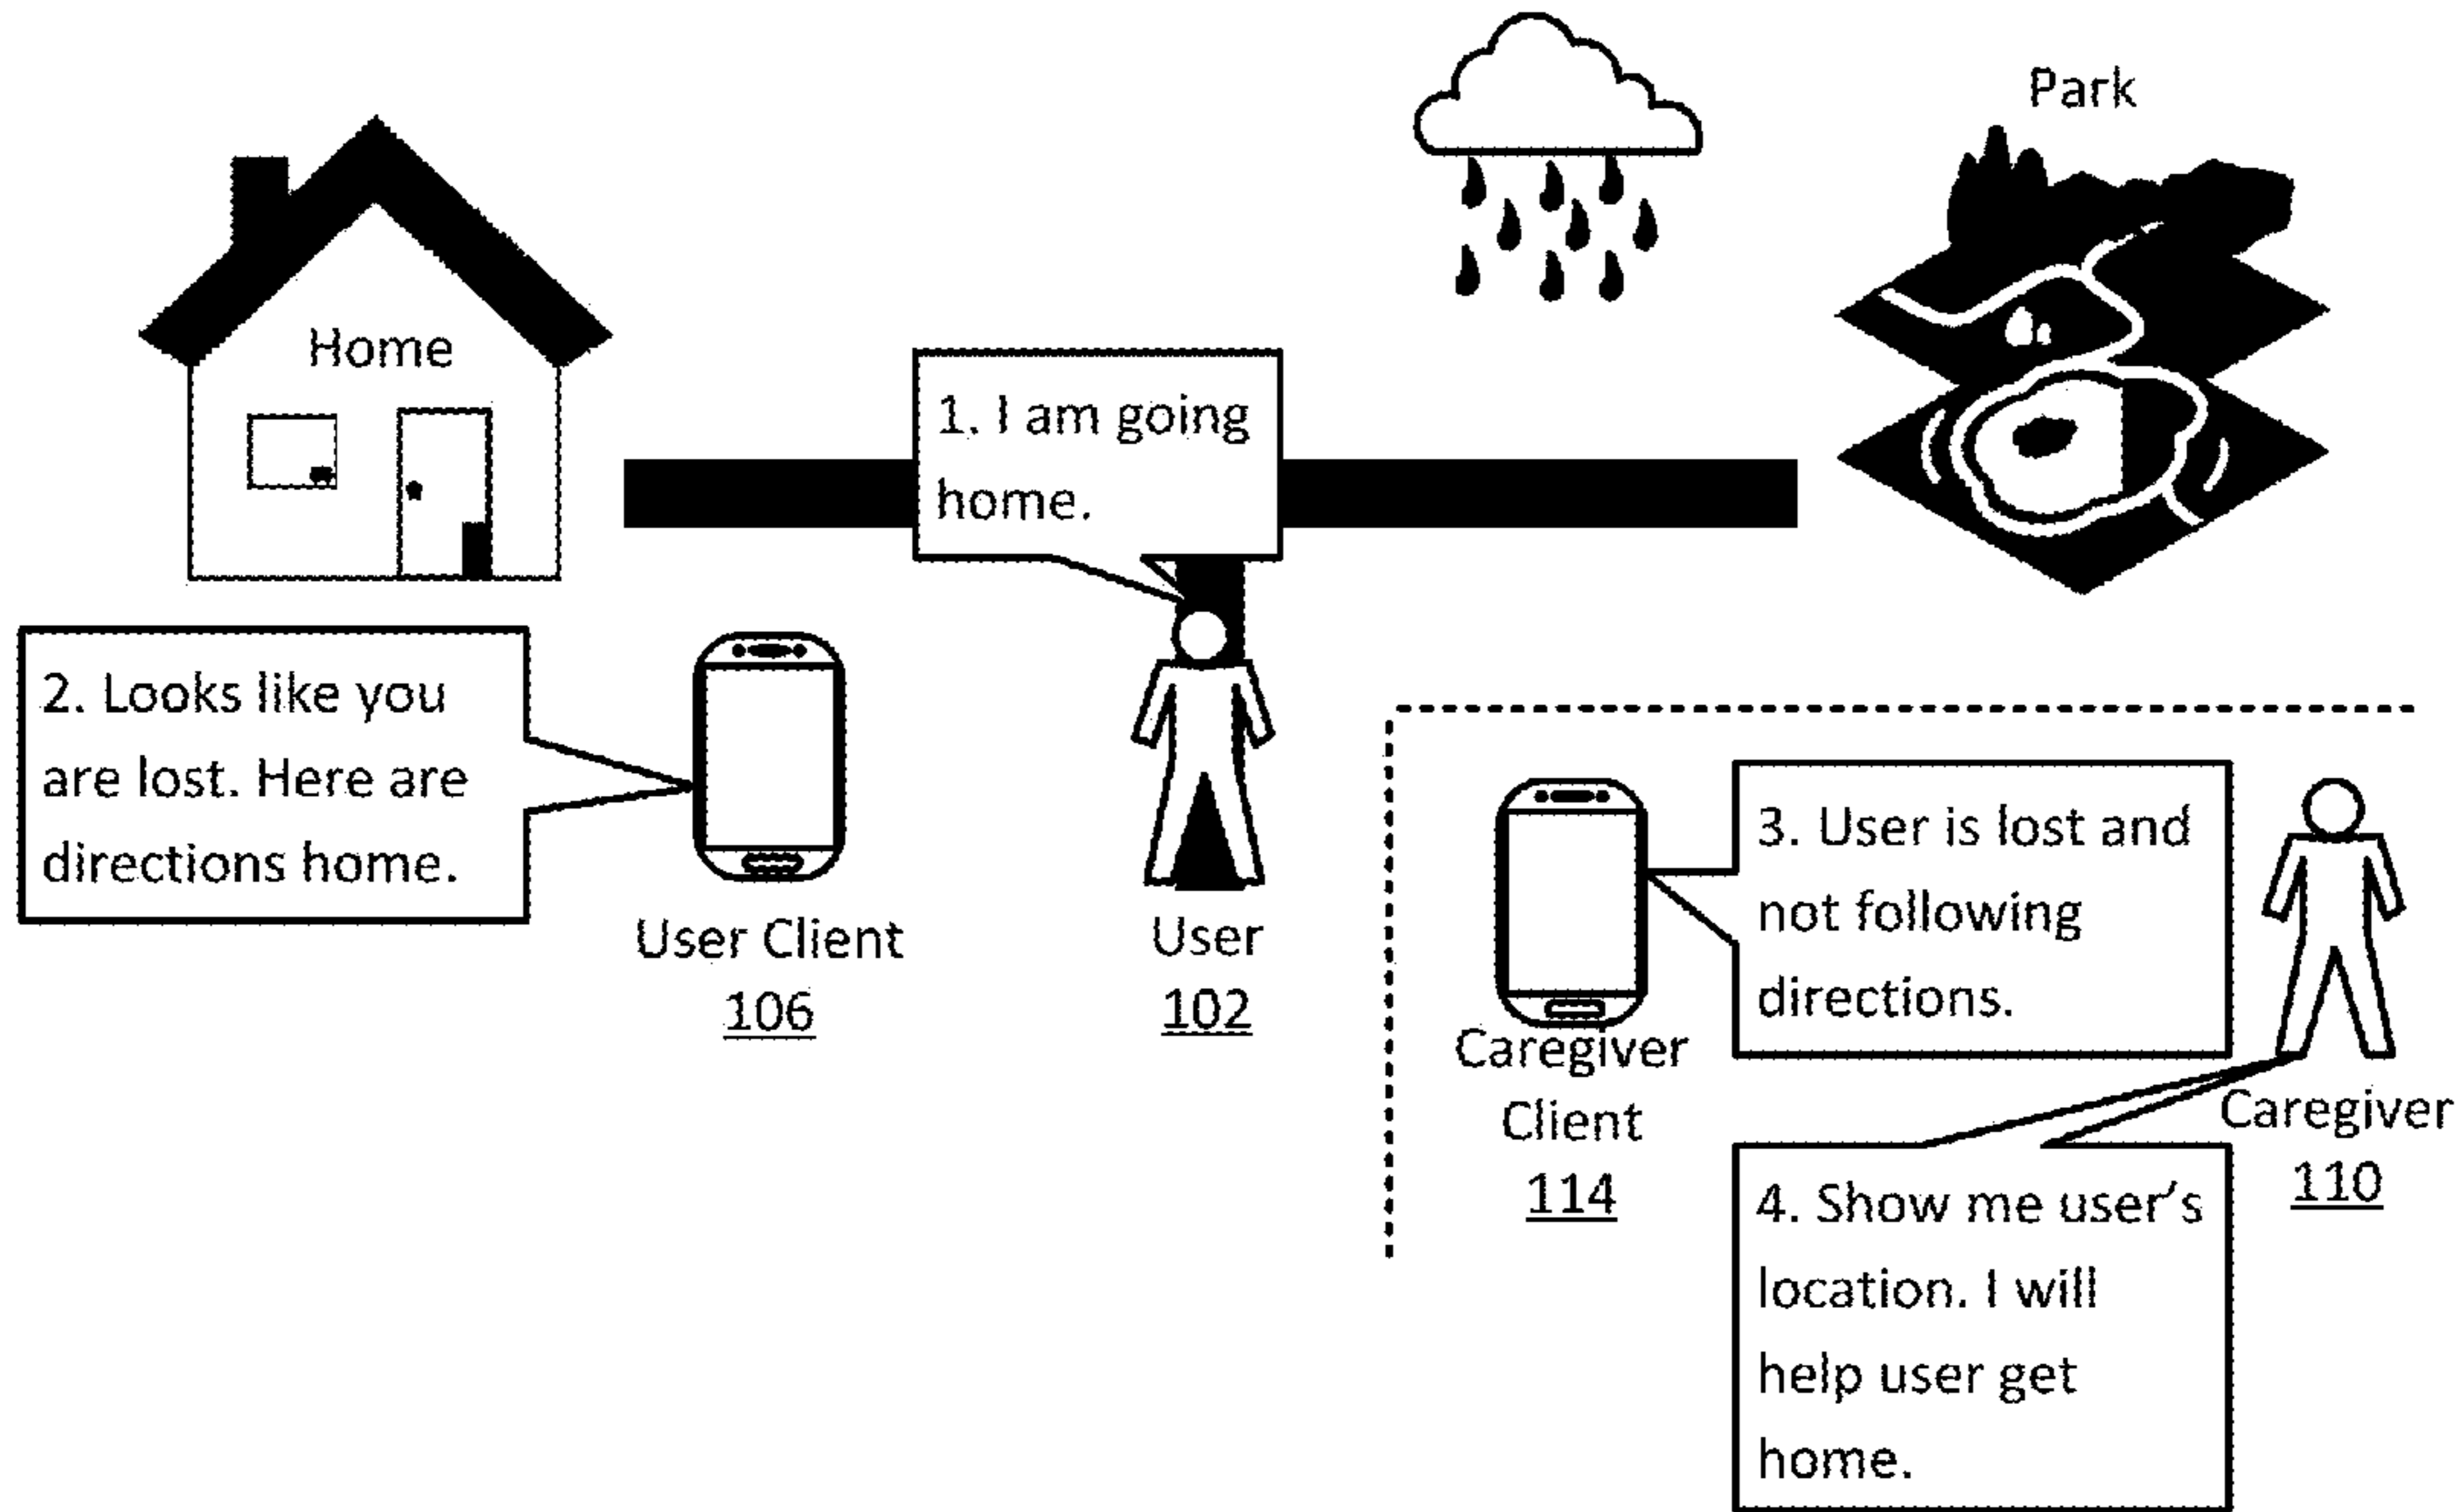 Park
Home
1. I am going
home.
2. Looks like you
are lost. Here are
directions home.
User Client
106
User
102
3. User is lost and
not following
directions.
Caregiver
Client
114
Caregiver
110
4. Show me user's
location. I will
help user get
home.